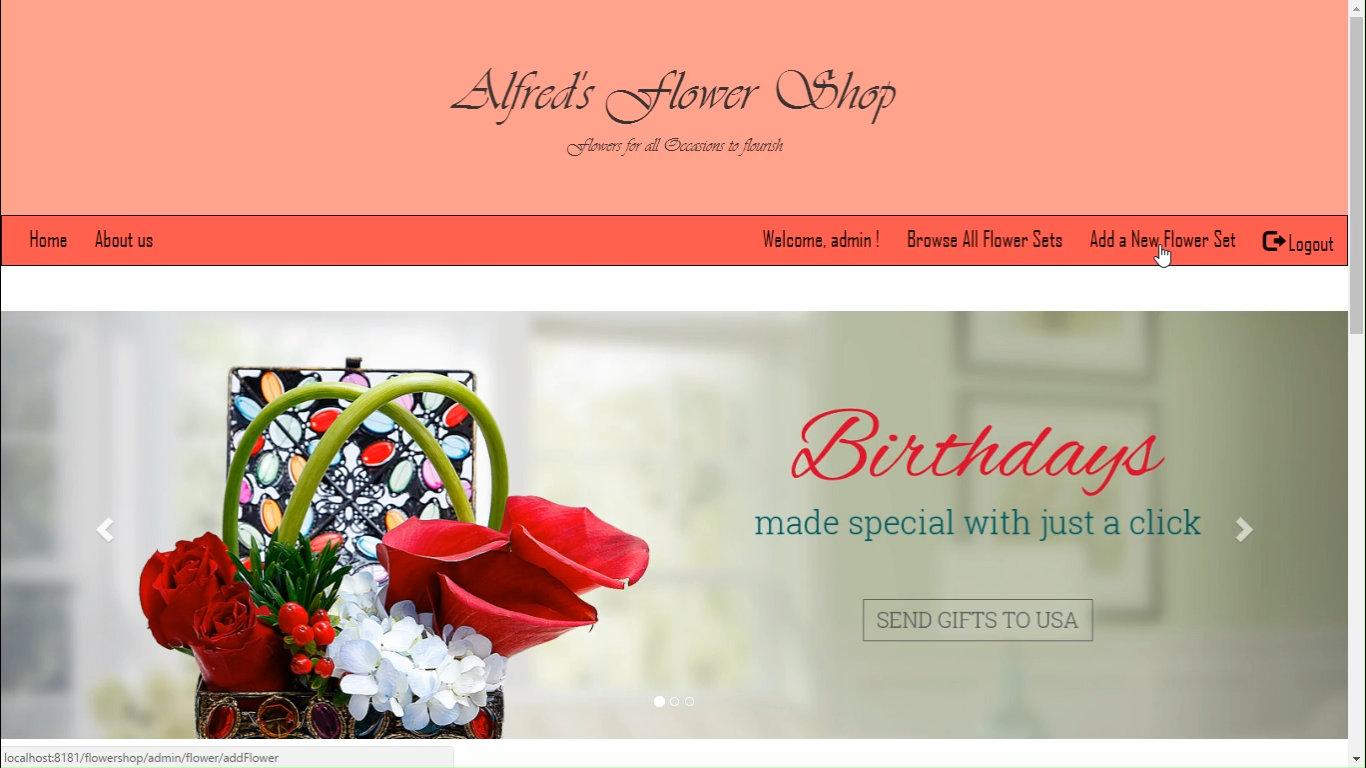 Alfred's Flower Shop
Flowers for all Occasions to flourish
Home About us Welcome, admin ! Browse All Flower Sets Add a New Flower Set Logout
Birthdays
made special with just a click
SEND GIFTS TO USA
localhost:8181/flowershop/admin/flower/addFlower